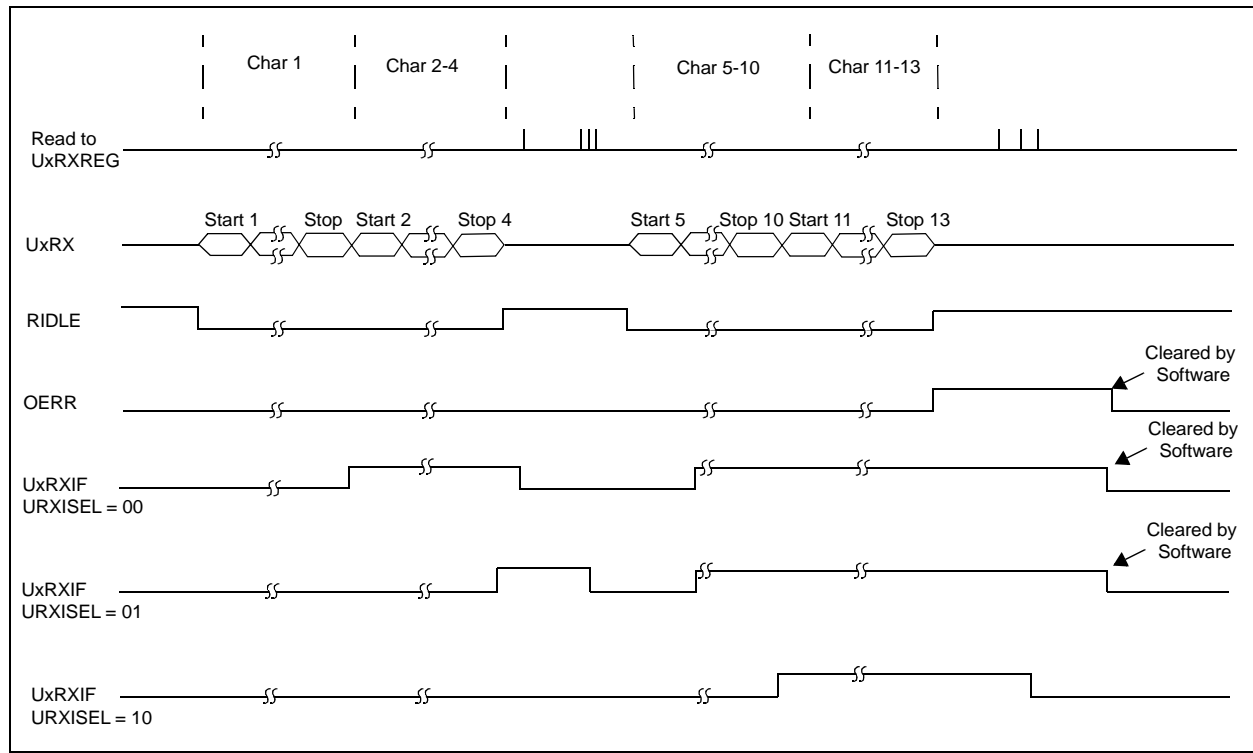 Char 1
Char 2-4
Char 5-10
Char 11-13
Read to
UxRXREG
Start 1
Stop
Start 2
Stop 4
Start 5
Stop 10
Start 11
Stop 13
UxRX
RIDLE
Cleared by
Software
OERR
Cleared by
Software
UxRXIF
URXISEL = 00
Cleared by
Software
UxRXIF
URXISEL = 01
UxRXIF
URXISEL = 10